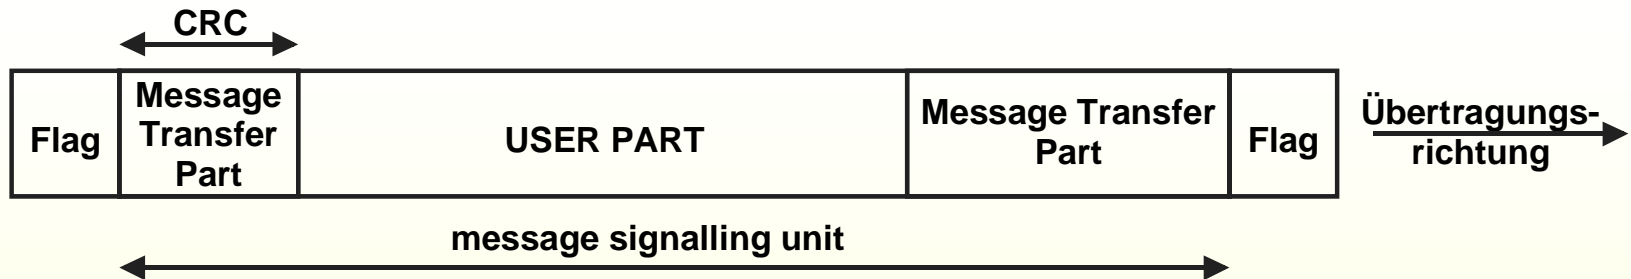 CRC
Flag
Message
Transfer
Part
USER PART
Message Transfer
Part
Flag
Übertragungs-
richtung
message signalling unit